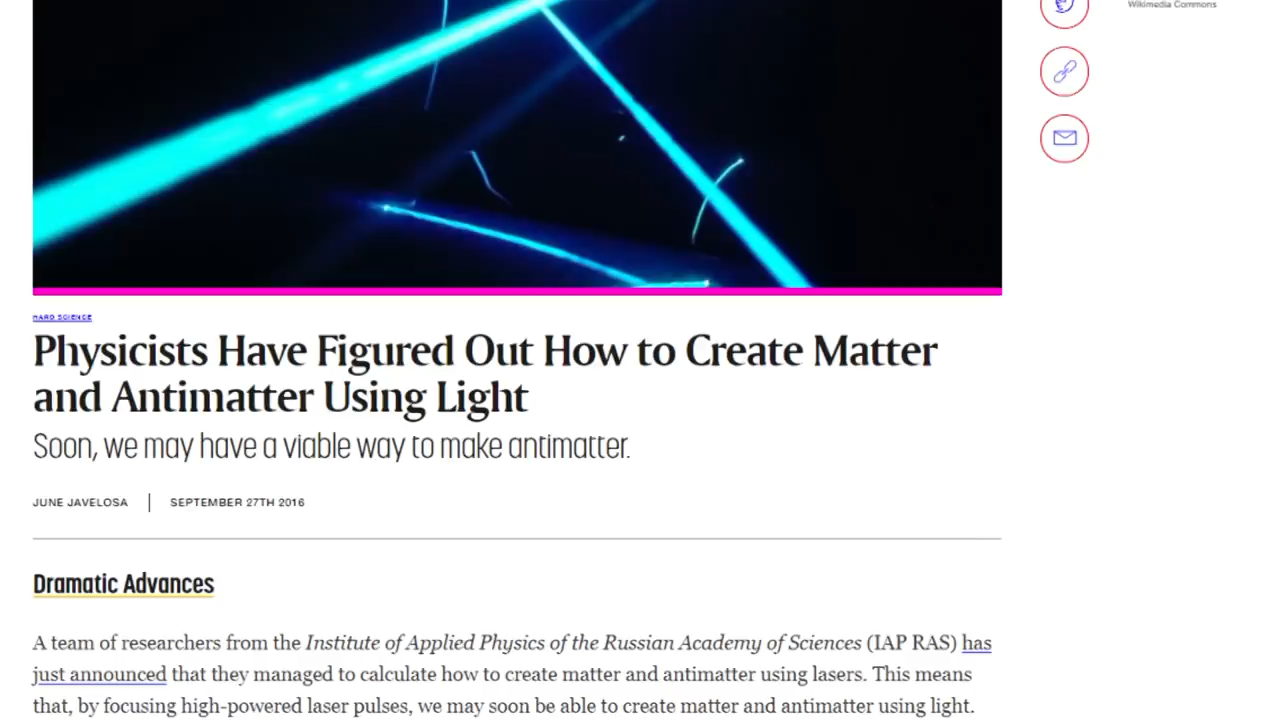 Wikimedia Commons
HARD SCIENCE
Physicists Have Figured Out How to Create Matter
and Antimatter Using Light
Soon, we may have a viable way to make antimatter.
JUNE JAVELOSA | SEPTEMBER 27TH 2016
Dramatic Advances
A team of researchers from the Institute of Applied Physics of the Russian Academy of Sciences (IAP RAS) has
just announced that they managed to calculate how to create matter and antimatter using lasers. This means
that, by focusing high-powered laser pulses, we may soon be able to create matter and antimatter using light.